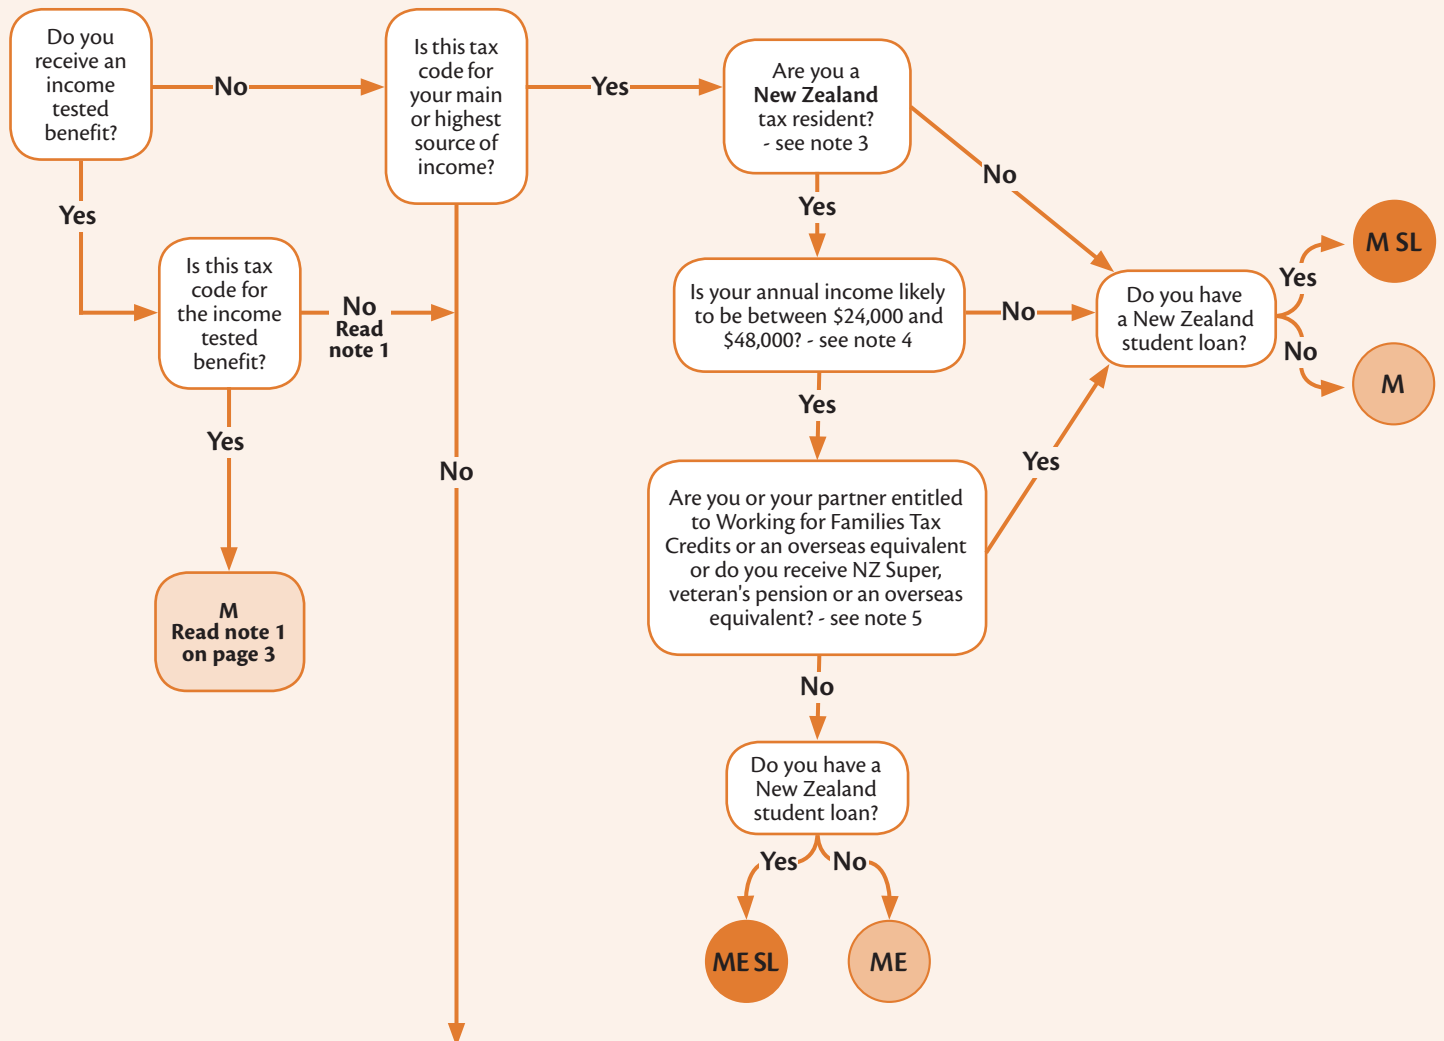 Do you
receive an
income
tested
benefit?
No
Is this tax
code for
your main
or highest
source of
income?
Yes
Are you a
New Zealand
tax resident?
- see note 3
No
Yes
Yes
Is this tax
code for
the income
tested
benefit?
No
Read
note 1
Is your annual income likely
to be between $24,000 and
$48,000? - see note 4
No
Do you have
a New Zealand
student loan?
Yes
M SL
No
M
Yes
Yes
No
Are you or your partner entitled
to Working for Families Tax
Credits or an overseas equivalent
or do you receive NZ Super,
veteran's pension or an overseas
equivalent? - see note 5
Yes
M
Read note 1
on page 3
No
Do you have a
New Zealand
student loan?
Yes
No
ME SL
ME